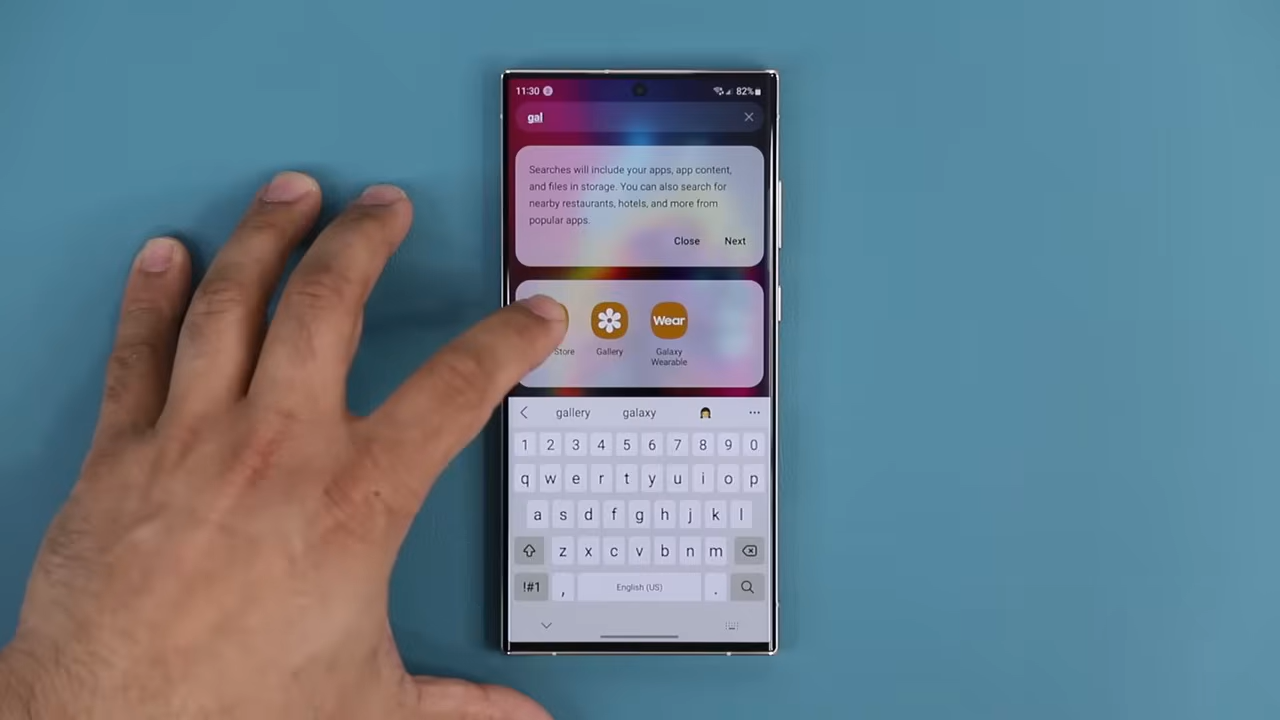 11:30 82%
gal
Searches will include your apps, app content,
and files in storage. You can also search for
nearby restaurants, hotels, and more from
popular apps.
Close Next
Wear
Store Gallery Galaxy
Wearable
gallery galaxy
1 2 3 4 5 6 7 8 9 0
q w e r t y u i o p
a s d f g h j k l
z x c v b n m
!#1 , English (US) .